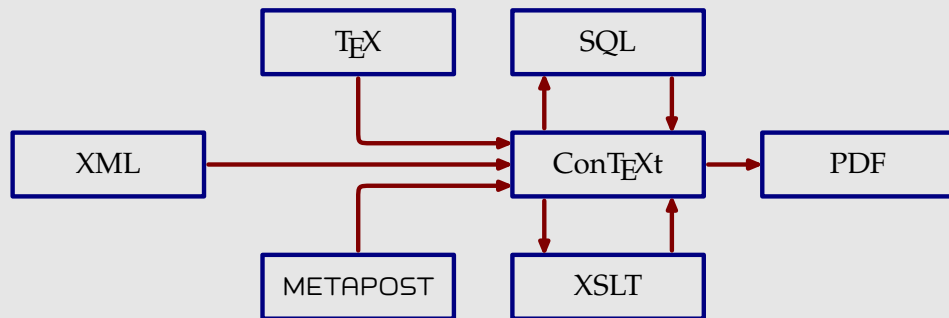 TEX
SQL
XML
ConTEXt
PDF
METAPOST
XSLT